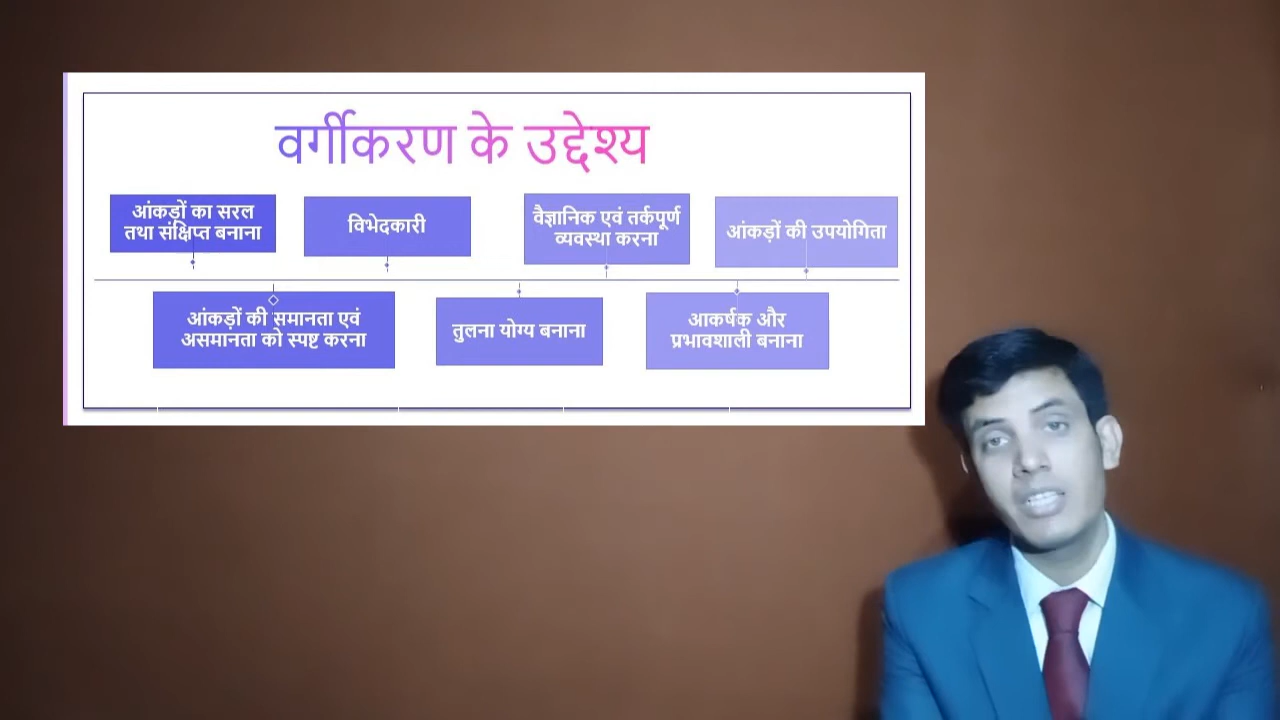 वर्गीकरण के उद्देश्य
आंकड़ों का सरल
तथा संक्षिप्त बनाना
विभेदकारी
वैज्ञानिक एवं तर्कपूर्ण
व्यवस्था करना
आंकड़ों की उपयोगिता
आंकड़ों की समानता एवं
असमानता को स्पष्ट करना
तुलना योग्य बनाना
आकर्षक और
प्रभावशाली बनाना